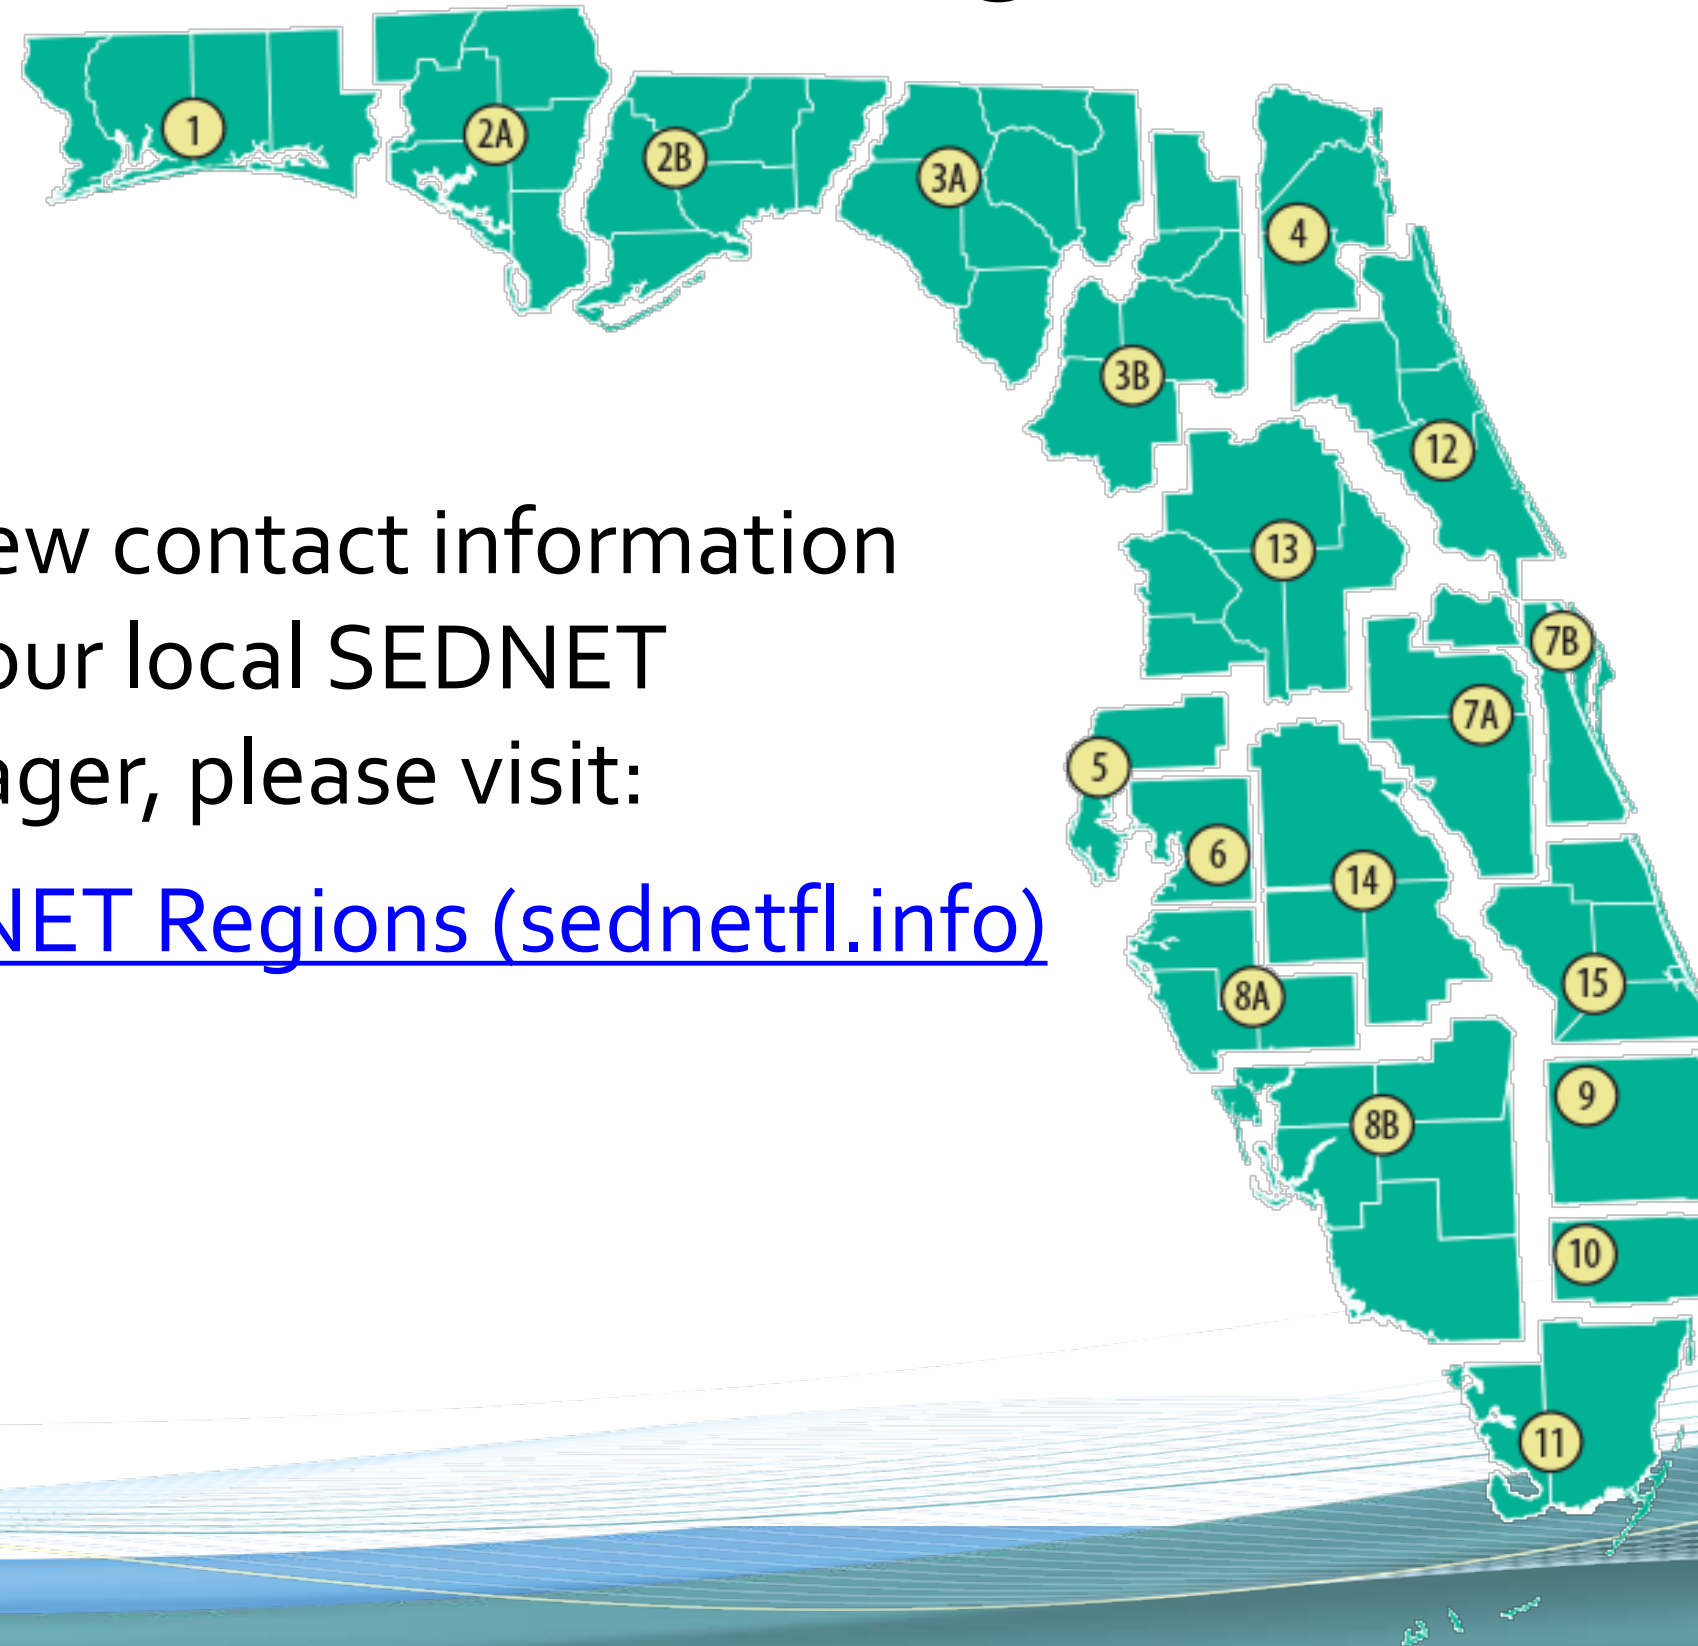 1
2A
2B
3A
4
3B
12
ew contact information
13
our local SEDNET
7B
7A
ager, please visit:
5
6
14
NET Regions (sednetfl.info)
8A
15
9
8B
10
11